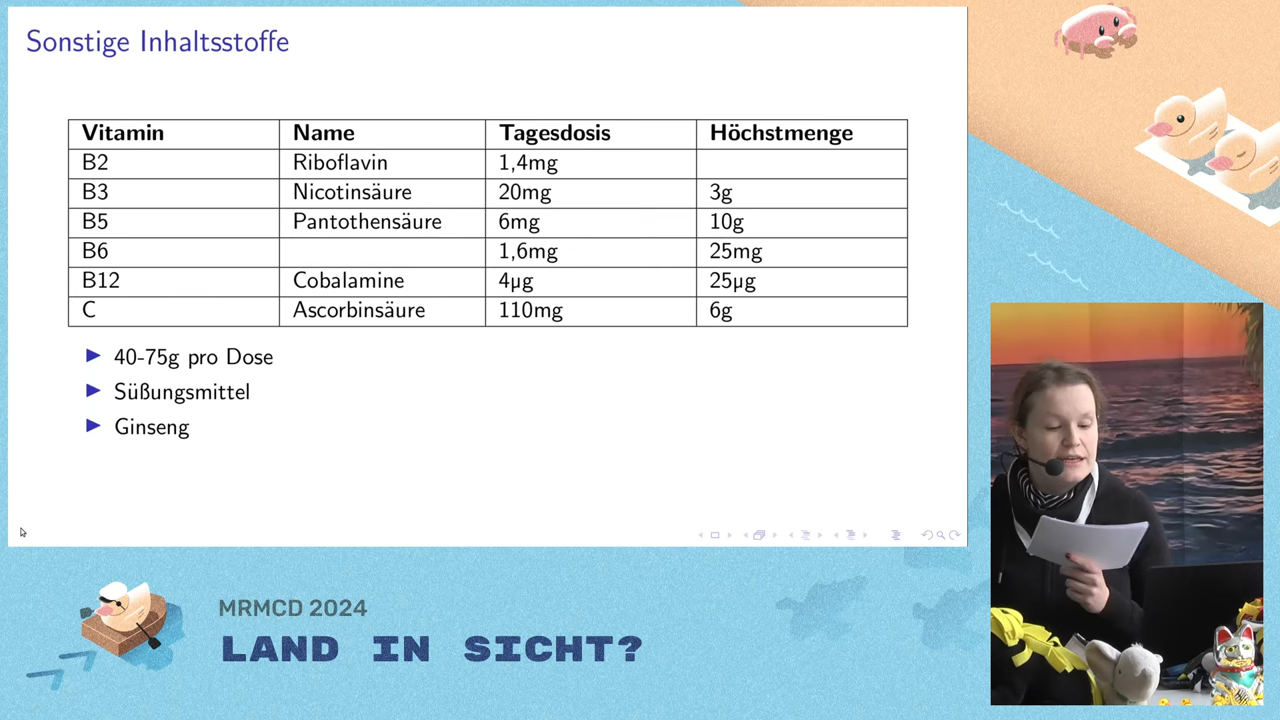 Sonstige Inhaltsstoffe
Vitamin Name Tagesdosis Höchstmenge
B2 Riboflavin 1,4mg
B3 Nicotinsäure 20mg 3g
B5 Pantothensäure 6mg 10g
B6 1,6mg 25mg
B12 Cobalamine 4µg 25µg
C Ascorbinsäure 110mg 6g
40-75g pro Dose
Süßungsmittel
Ginseng
MRMCD 2024
LAND IN SICHT?